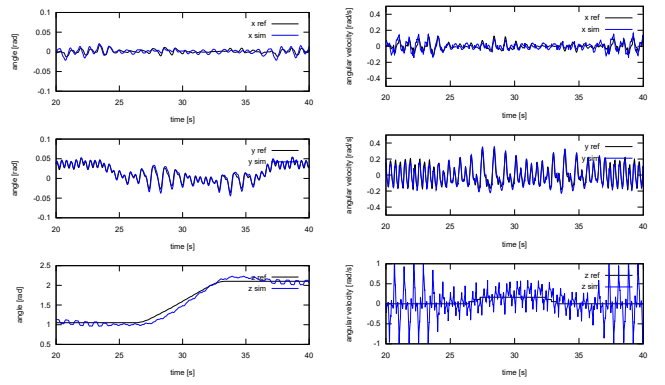 0.1
0.05
0
-0.05
-0.1
angle [rad]
x ref
x sim
20 25 30 35 40
time [s]
0.4
0.2
0
-0.2
-0.4
angular velocity [rad/s]
x ref
x sim
20 25 30 35 40
time [s]
0.1
0.05
0
-0.05
-0.1
angle [rad]
y ref
y sim
20 25 30 35 40
time [s]
0.4
0.2
0
-0.2
-0.4
angular velocity [rad/s]
y ref
y sim
20 25 30 35 40
time [s]
2.5
2
1.5
1
0.5
angle [rad]
z ref
z sim
20 25 30 35 40
time [s]
1
0.5
0
-0.5
-1
angular velocity [rad/s]
z ref
z sim
20 25 30 35 40
time [s]